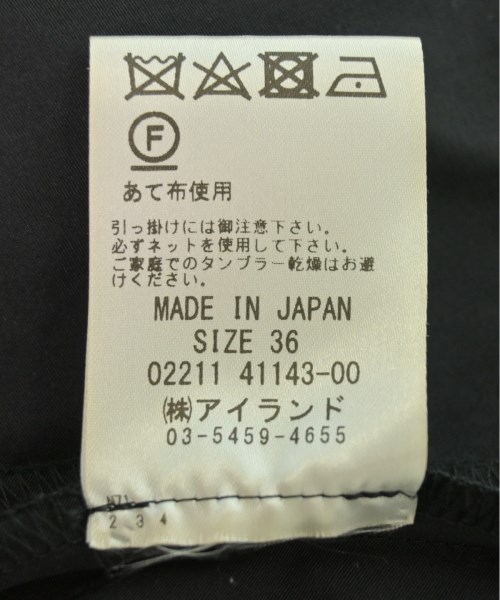 F
あて布使用
引っ掛けには御注意下さい。
必ずネットを使用して下さい。
ご家庭でのタンブラー乾燥はお避
けください。
MADE IN JAPAN
SIZE 36
02211 41143-00
㈱アイランド
03-5459-4655
2 3 4